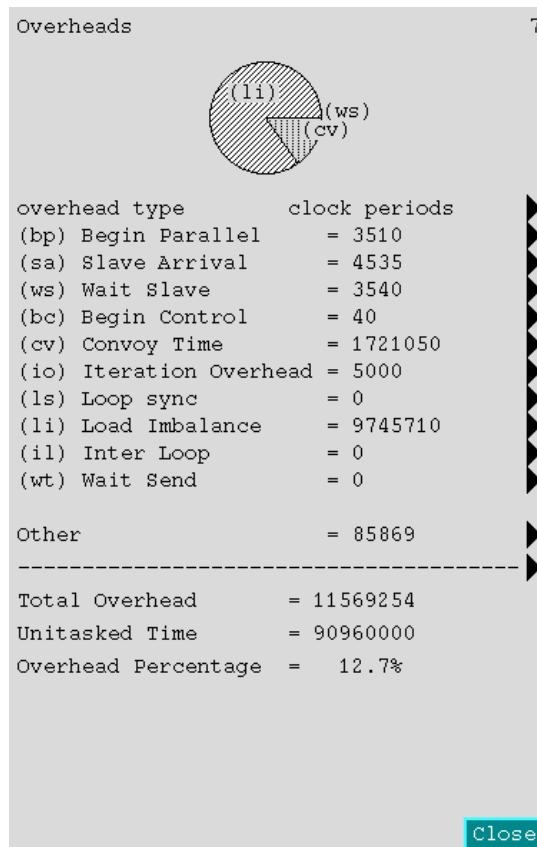 Overheads 7
(li)
(ws)
(cv)
overhead type clock periods
(bp) Begin Parallel = 3510
(sa) Slave Arrival = 4535
(ws) Wait Slave = 3540
(bc) Begin Control = 40
(cv) Convoy Time = 1721050
(io) Iteration Overhead = 5000
(ls) Loop sync = 0
(li) Load Imbalance = 9745710
(il) Inter Loop = 0
(wt) Wait Send = 0
Other = 85869
---------------------------------------
Total Overhead = 11569254
Unitasked Time = 90960000
Overhead Percentage = 12.7%
Close